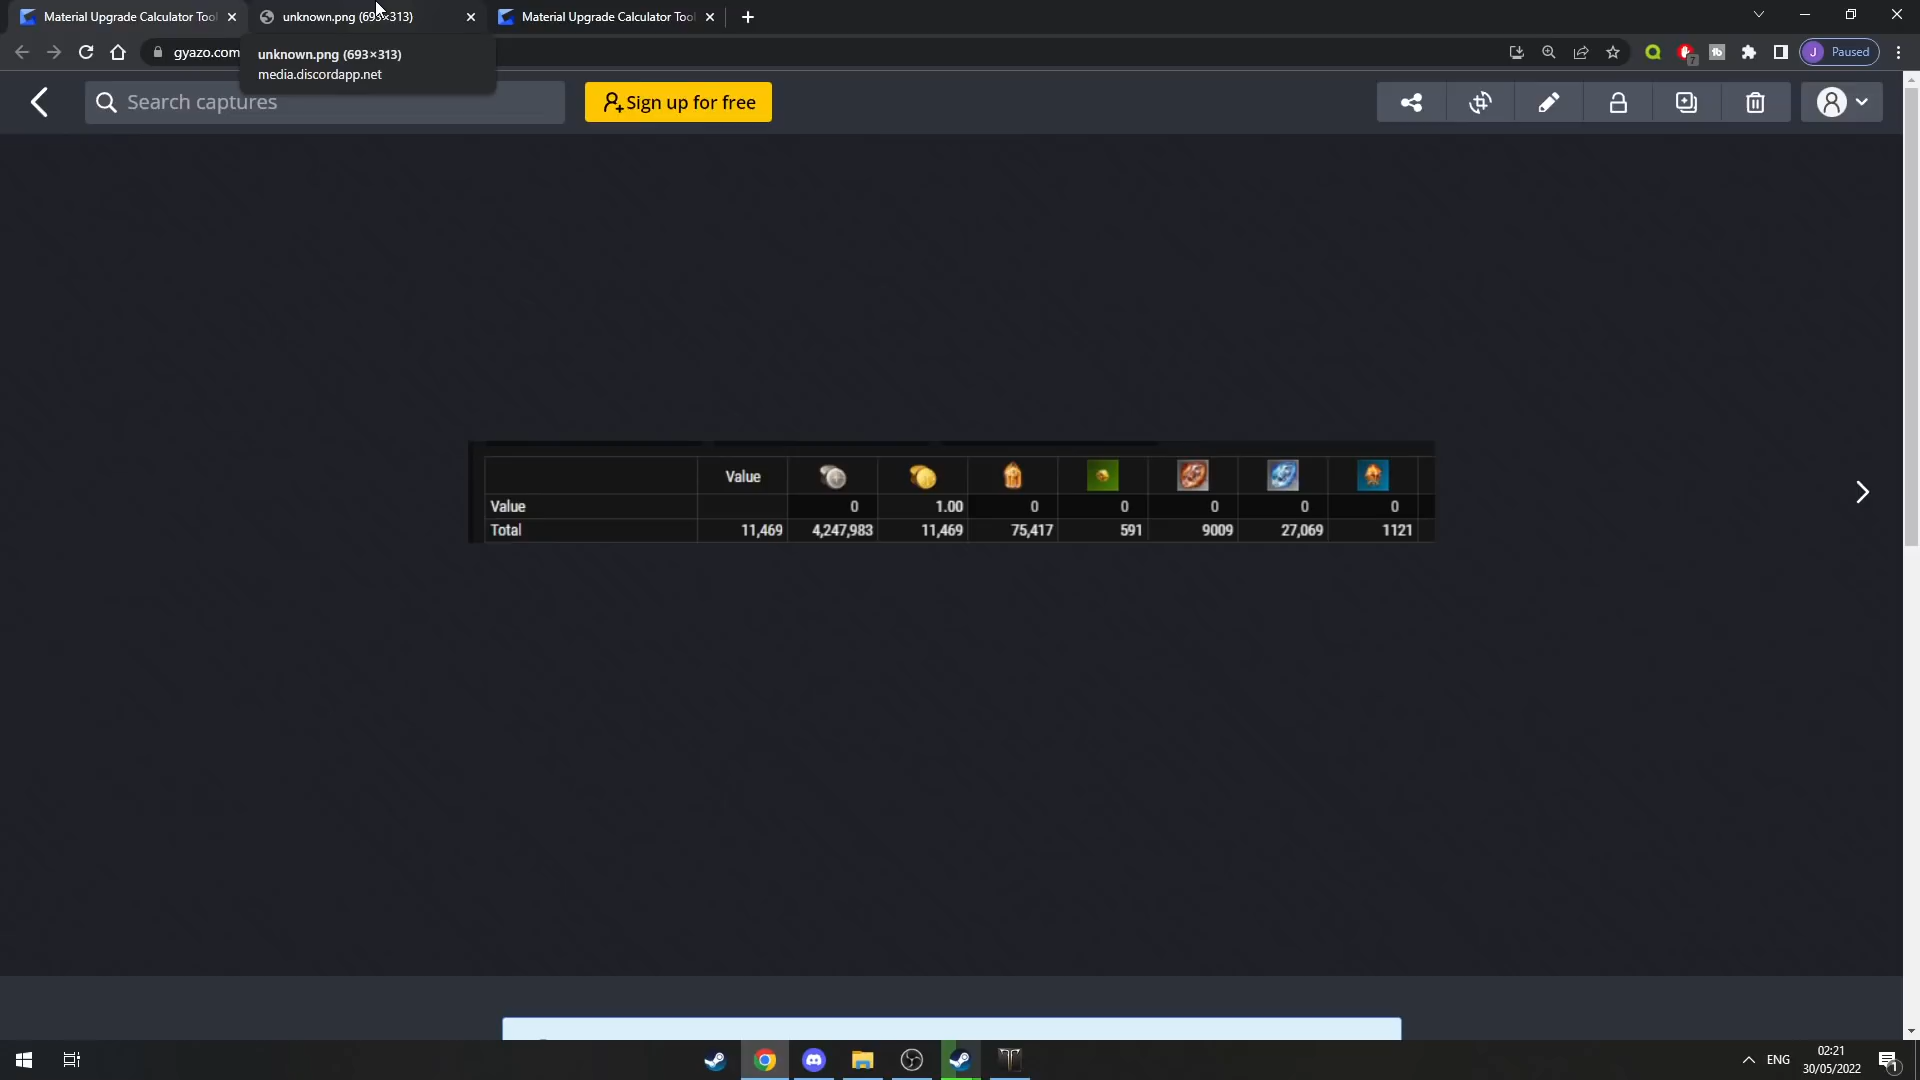 Material Upgrade Calculator Tool
unknown.png (693×313)
Material Upgrade Calculator Tool
gyazo.com
unknown.png (693×313)
media.discordapp.net
7
J Paused
Search captures
Sign up for free
Value
Value 0 1.00 0 0 0 0 0
Total 11,469 4,247,983 11,469 75,417 591 9009 27,069 1121
ENG
02:21
30/05/2022
1